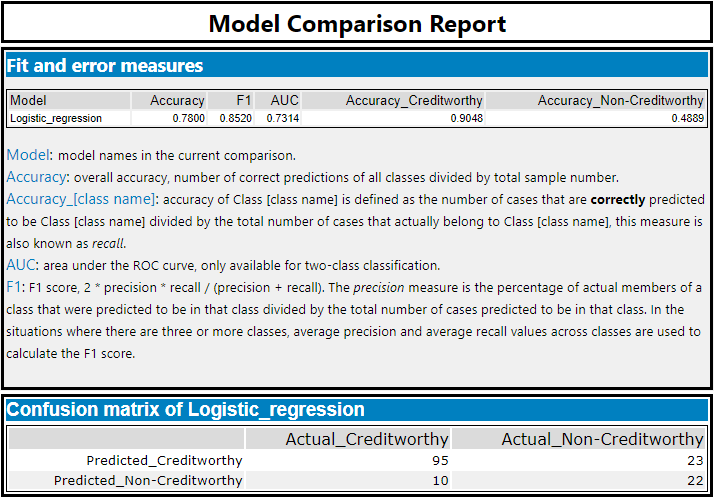 Model Comparison Report
Fit and error measures
Model Accuracy F1 AUC Accuracy_Creditworthy Accuracy_Non-Creditworthy
Logistic_regression 0.7800 0.8520 0.7314 0.9048 0.4889
Model: model names in the current comparison.
Accuracy: overall accuracy, number of correct predictions of all classes divided by total sample number.
Accuracy_[class name]: accuracy of Class [class name] is defined as the number of cases that are correctly predicted
to be Class [class name] divided by the total number of cases that actually belong to Class [class name], this measure is
also known as recall.
AUC: area under the ROC curve, only available for two-class classification.
F1: F1 score, 2 * precision * recall / (precision + recall). The precision measure is the percentage of actual members of a
class that were predicted to be in that class divided by the total number of cases predicted to be in that class. In the
situations where there are three or more classes, average precision and average recall values across classes are used to
calculate the F1 score.
Confusion matrix of Logistic_regression
Actual_Creditworthy Actual_Non-Creditworthy
Predicted_Creditworthy 95 23
Predicted_Non-Creditworthy 10 22